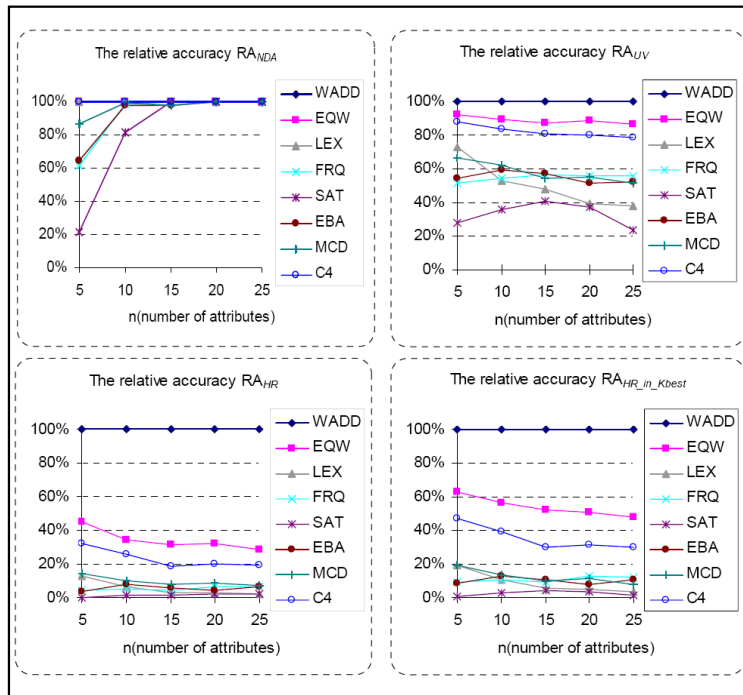 The relative accuracy RA_NDA
100%
80%
60%
40%
20%
0%
5 10 15 20 25
n(number of attributes)
WADD
EQW
LEX
FRQ
SAT
EBA
MCD
C4
The relative accuracy RA_UV
100%
80%
60%
40%
20%
0%
5 10 15 20 25
n(number of attributes)
WADD
EQW
LEX
FRQ
SAT
EBA
MCD
C4
The relative accuracy RA_HR
100%
80%
60%
40%
20%
0%
5 10 15 20 25
n(number of attributes)
WADD
EQW
LEX
FRQ
SAT
EBA
MCD
C4
The relative accuracy RA_HR_in_Kbest
100%
80%
60%
40%
20%
0%
5 10 15 20 25
n(number of attributes)
WADD
EQW
LEX
FRQ
SAT
EBA
MCD
C4